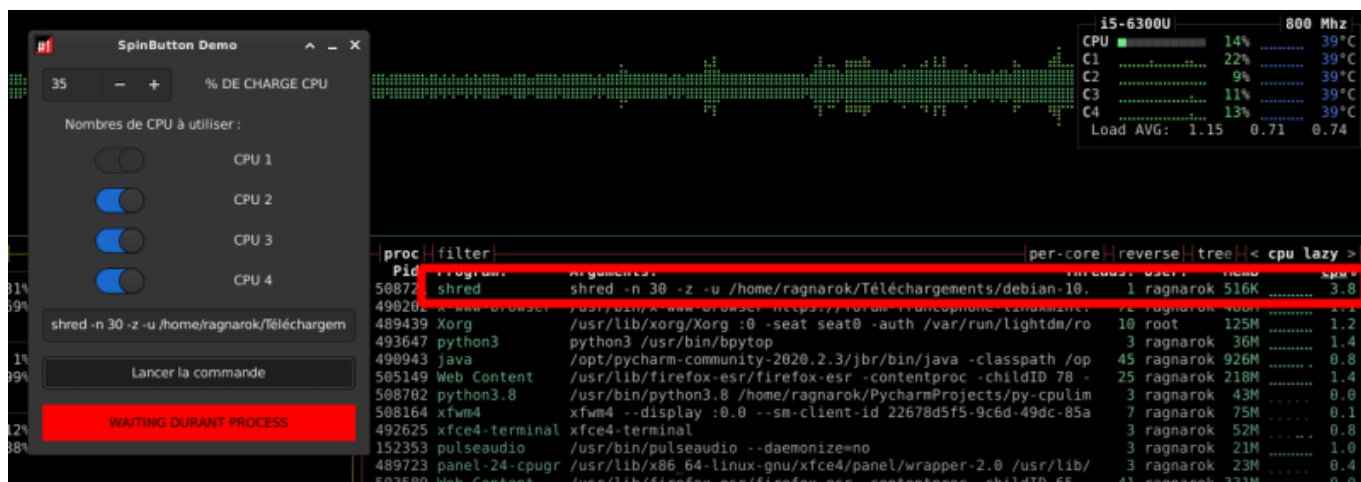 SpinButton Demo
35 − + % DE CHARGE CPU
Nombres de CPU à utiliser :
CPU 1
CPU 2
CPU 3
CPU 4
shred -n 30 -z -u /home/ragnarok/Téléchargem
Lancer la commande
WAITING DURANT PROCESS
i5-6300U 800 Mhz
CPU 14% 39°C
C1 22% 39°C
C2 9% 39°C
C3 11% 39°C
C4 13% 39°C
Load AVG: 1.15 0.71 0.74
proc filter per-core reverse tree < cpu lazy >
Pid
508721 shred shred -n 30 -z -u /home/ragnarok/Téléchargements/debian-10. 1 ragnarok 516K 3.8
489439 Xorg /usr/lib/xorg/Xorg :0 -seat seat0 -auth /var/run/lightdm/ro 10 root 125M 1.2
493647 python3 python3 /usr/bin/bpytop 3 ragnarok 36M 1.4
490943 java /opt/pycharm-community-2020.2.3/jbr/bin/java -classpath /op 45 ragnarok 926M 0.8
505149 Web Content /usr/lib/firefox-esr/firefox-esr -contentproc -childID 78 - 25 ragnarok 218M 1.4
508702 python3.8 /usr/bin/python3.8 /home/ragnarok/PycharmProjects/py-cpulim 3 ragnarok 43M 0.0
508164 xfwm4 xfwm4 --display :0.0 --sm-client-id 22678d5f5-9c6d-49dc-85a 7 ragnarok 75M 0.1
492625 xfce4-terminal xfce4-terminal 3 ragnarok 52M 0.8
152353 pulseaudio /usr/bin/pulseaudio --daemonize=no 3 ragnarok 21M 1.0
489723 panel-24-cpugr /usr/lib/x86_64-linux-gnu/xfce4/panel/wrapper-2.0 /usr/lib/ 3 ragnarok 23M 0.4